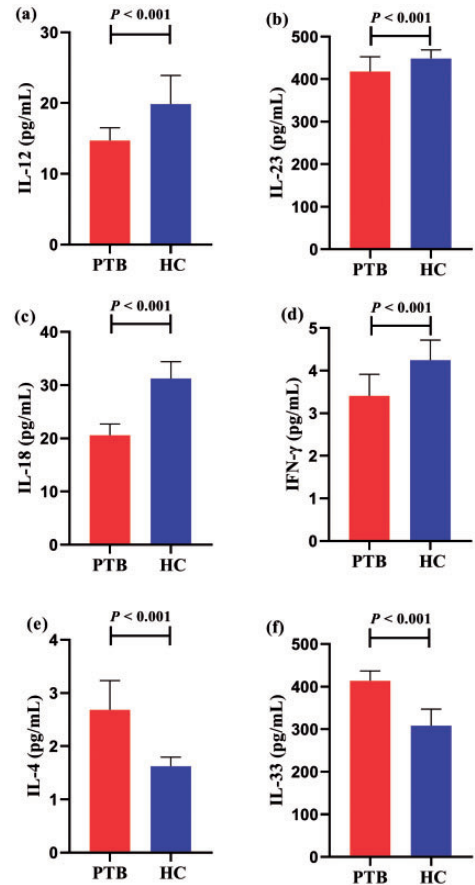 (a)
P < 0.001
30
20
10
0
IL-12 (pg/mL)
PTB HC
(b)
P < 0.001
500
400
300
200
100
0
IL-23 (pg/mL)
PTB HC
(c)
P < 0.001
40
30
20
10
0
IL-18 (pg/mL)
PTB HC
(d)
P < 0.001
5
4
3
2
1
0
IFN-γ (pg/mL)
PTB HC
(e)
P < 0.001
4
3
2
1
0
IL-4 (pg/mL)
PTB HC
(f)
P < 0.001
500
400
300
200
100
0
IL-33 (pg/mL)
PTB HC